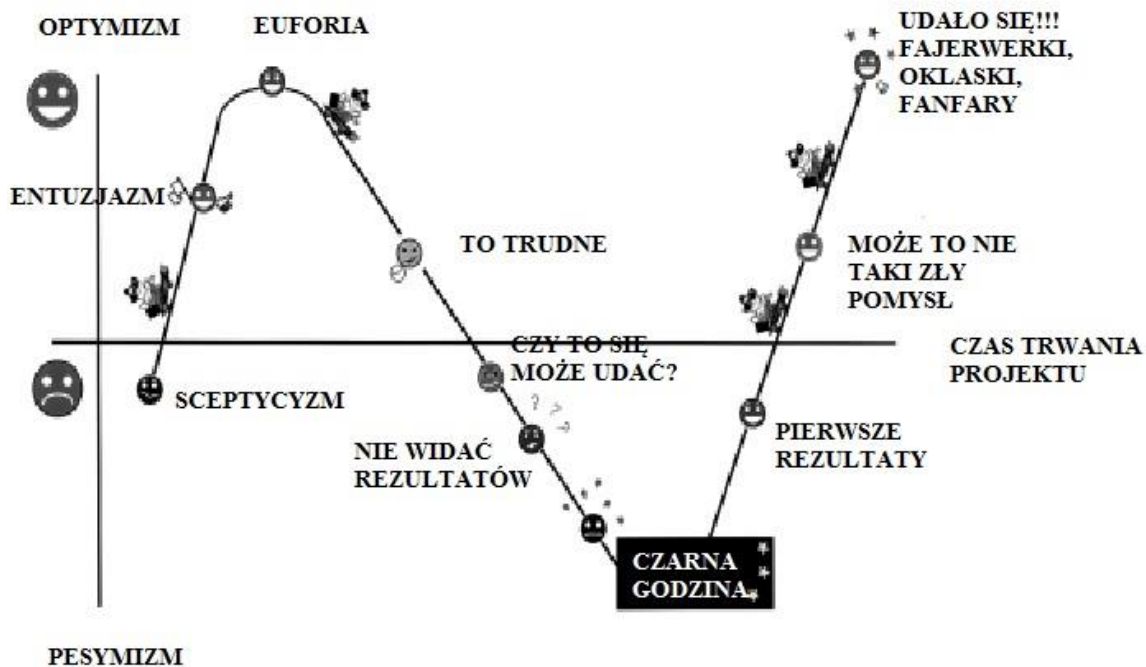 OPTYMIZM
EUFORIA
UDAŁO SIĘ!!!
FAJERWERKI,
OKLASKI,
FANFARY
ENTUZJAZM
TO TRUDNE
MOŻE TO NIE
TAKI ZŁY
POMYSŁ
CZY TO SIĘ
MOŻE UDAĆ?
CZAS TRWANIA
PROJEKTU
SCEPTYCYZM
NIE WIDAĆ
REZULTATÓW
PIERWSZE
REZULTATY
CZARNA
GODZINA
PESYMIZM